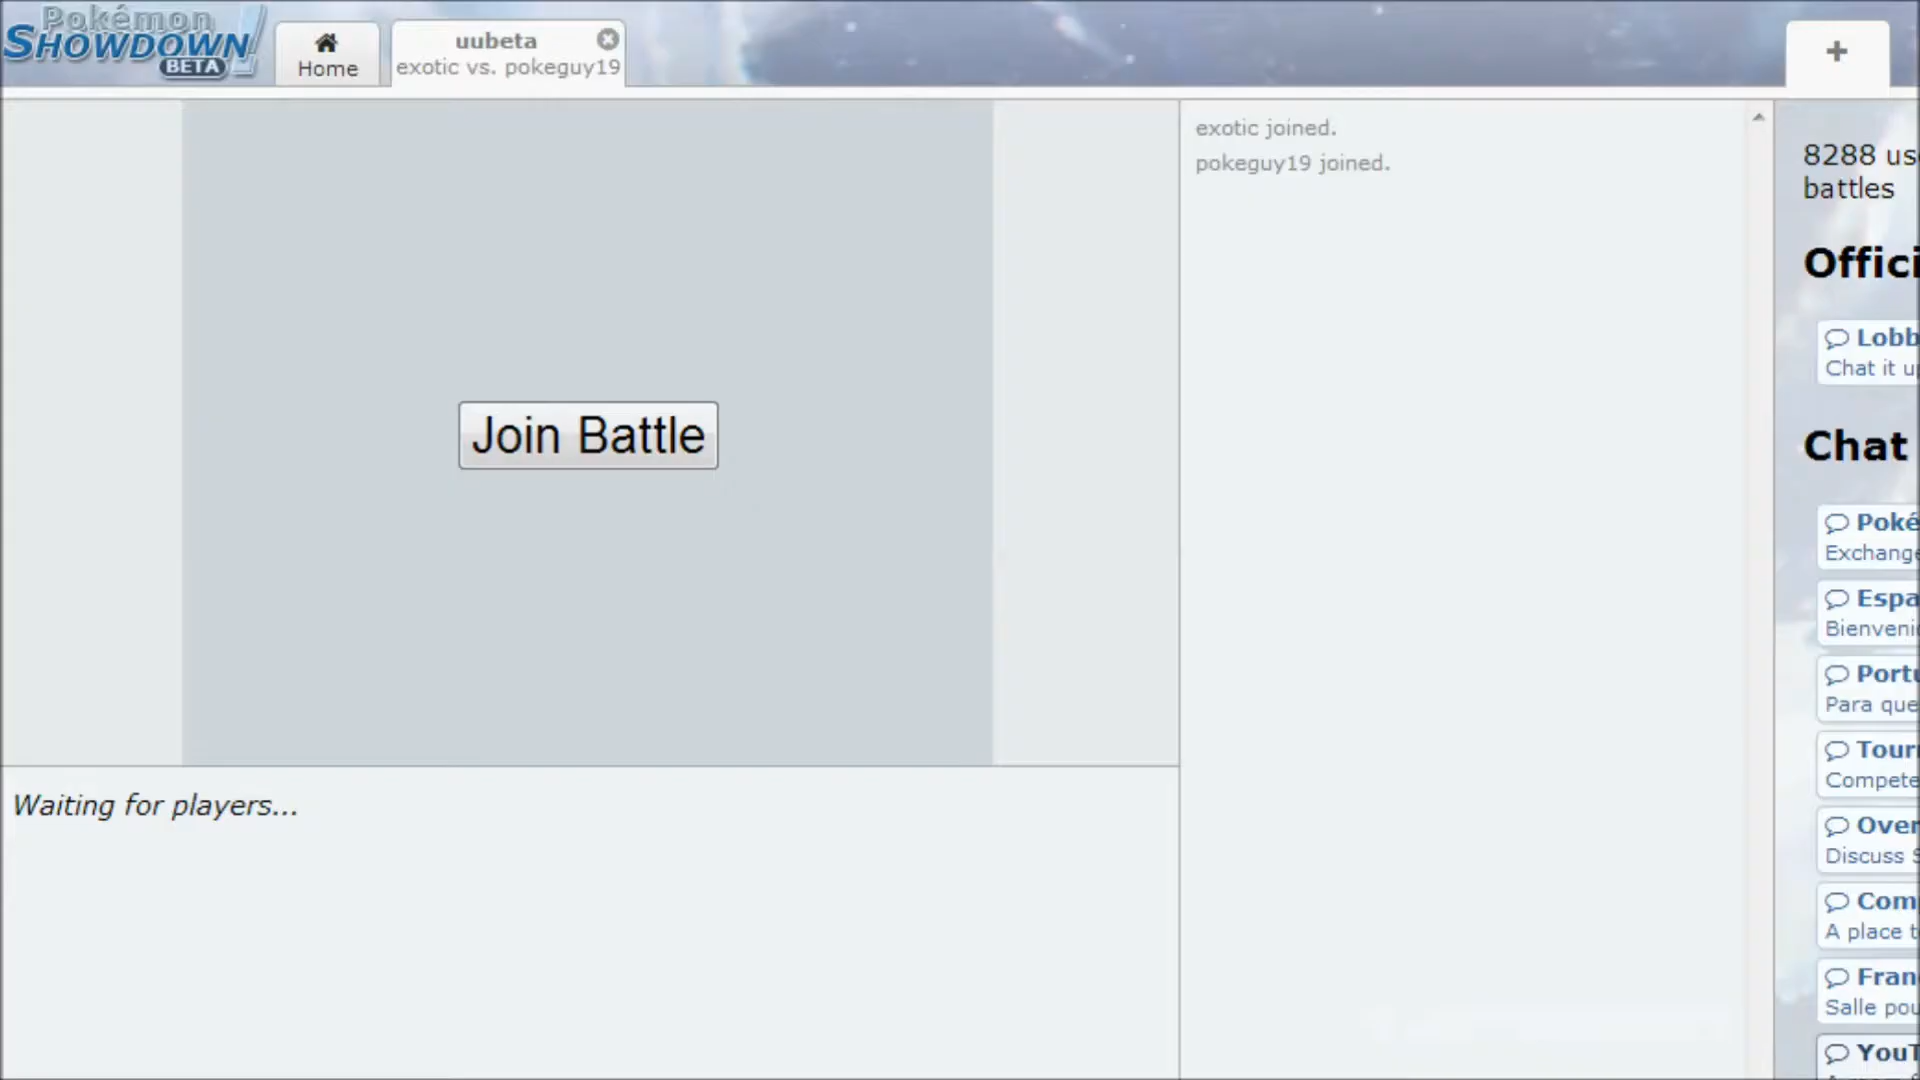 Pokémon
SHOWDOWN!
BETA
Home
uubeta
exotic vs. pokeguy19
+
exotic joined.
pokeguy19 joined.
Join Battle
Waiting for players...
8288 us
battles
Offici
Lobb
Chat it u
Chat
Poké
Exchange
Espa
Bienveni
Portu
Para que
Tour
Compete
Over
Discuss S
Com
A place t
Fran
Salle pou
YouT